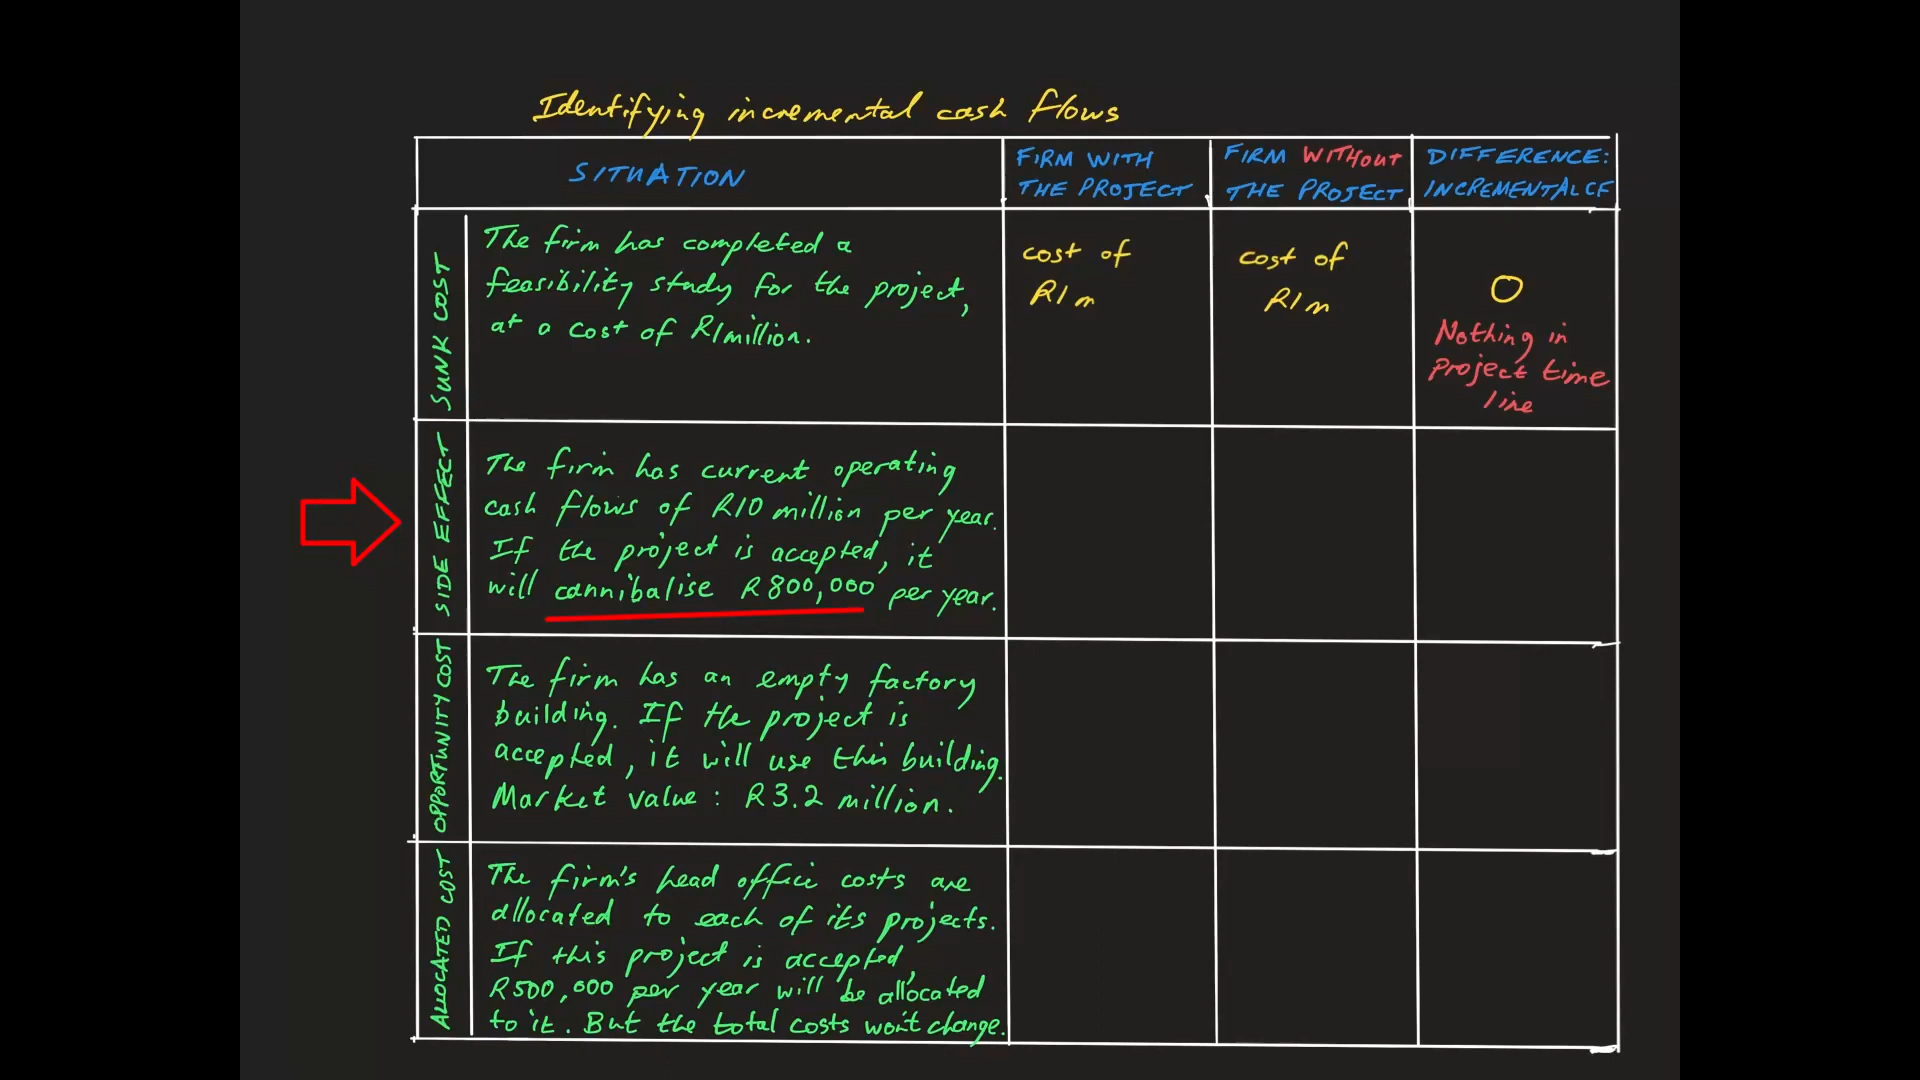 Identifying incremental cash flows
SITUATION
FIRM WITH
THE PROJECT
FIRM WITHOUT
THE PROJECT
DIFFERENCE:
INCREMENTAL CF
SUNK COST
The firm has completed a
feasibility study for the project,
at a cost of R1million.
cost of
R1m
cost of
R1m
0
Nothing in
Project time
line
SIDE EFFECT
The firm has current operating
cash flows of R10 million per year.
If the project is accepted, it
will cannibalise R800,000 per year.
OPPORTUNITY COST
The firm has an empty factory
building. If the project is
accepted, it will use this building.
Market value: R3.2 million.
ALLOCATED COST
The firm's head office costs are
allocated to each of its projects.
If this project is accepted,
R500,000 per year will be allocated
to it. But the total costs won't change.